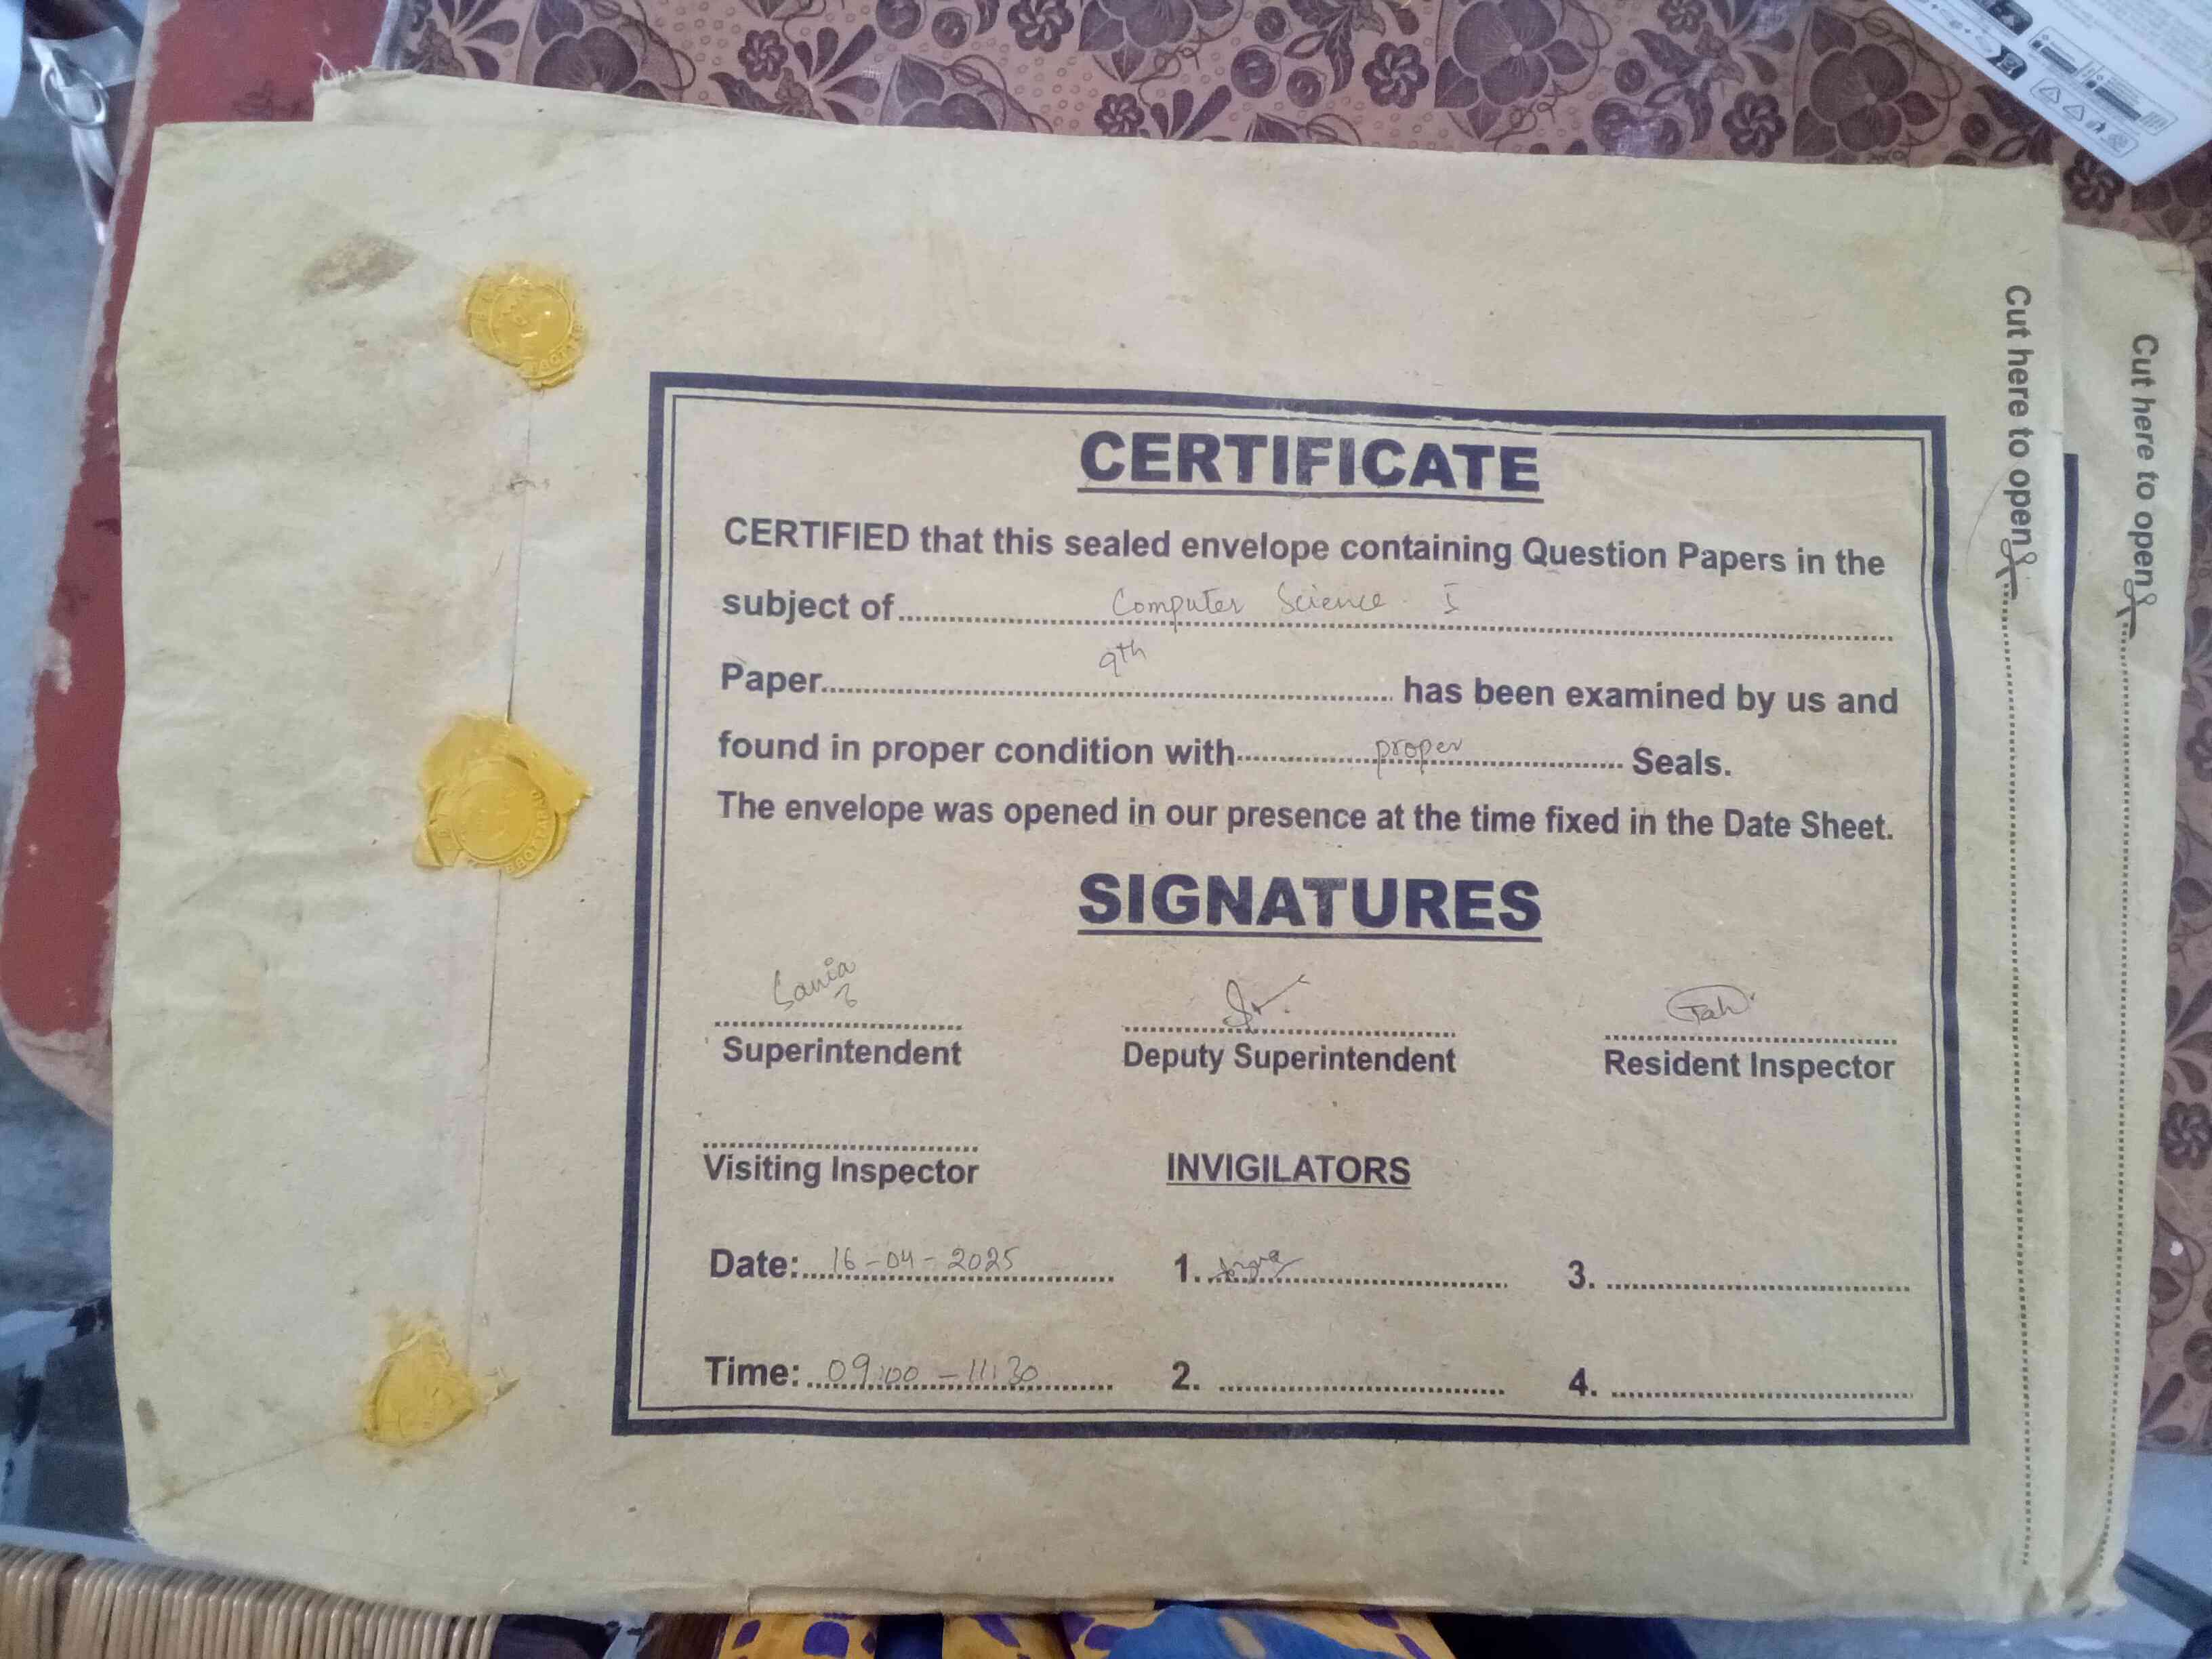 CERTIFICATE
CERTIFIED that this sealed envelope containing Question Papers in the
subject of Computer Science I
Paper 9th has been examined by us and
found in proper condition with proper Seals.
The envelope was opened in our presence at the time fixed in the Date Sheet.
SIGNATURES
Sania
Superintendent
Deputy Superintendent
Resident Inspector
Visiting Inspector
INVIGILATORS
Date: 16-04-2025
1.
3.
Time: 09:00 - 11:30
2.
4.
Cut here to open
Cut here to open